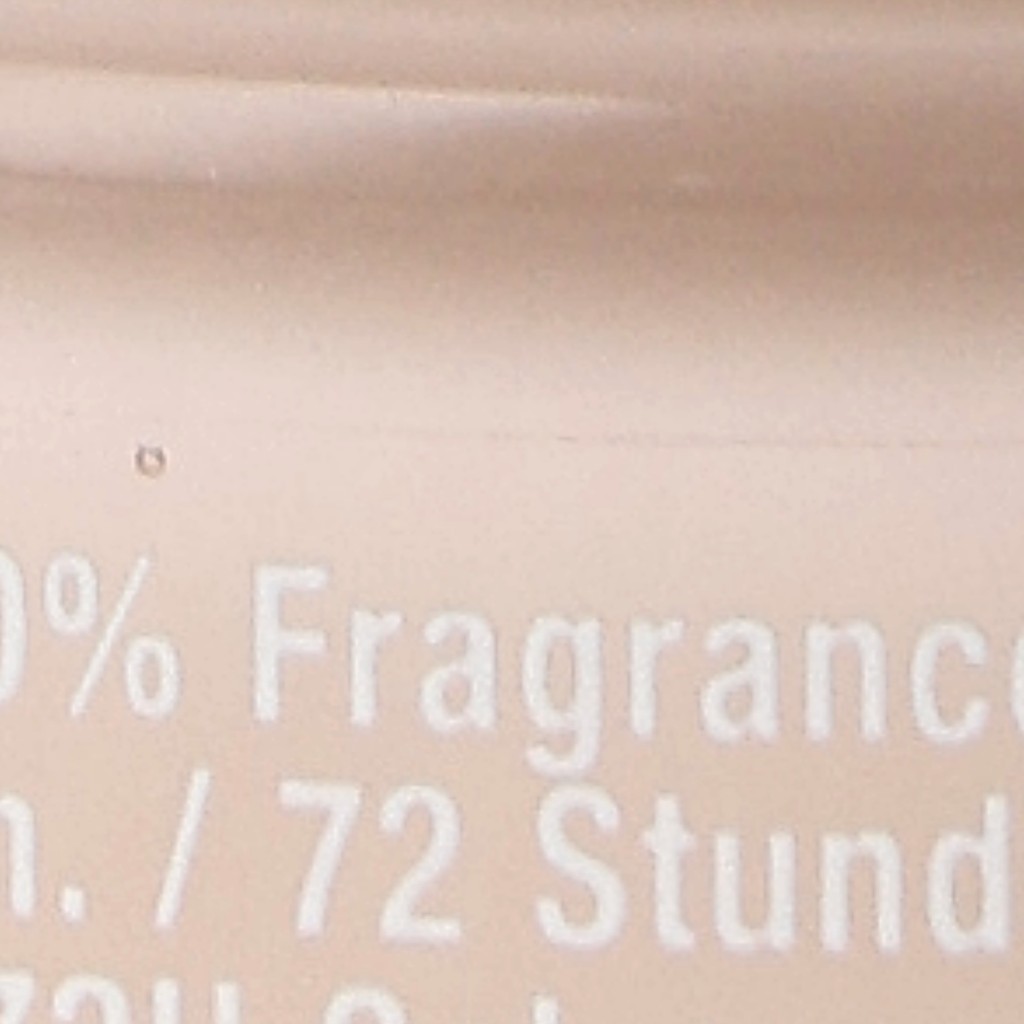 0% Fragrance
n. / 72 Stund